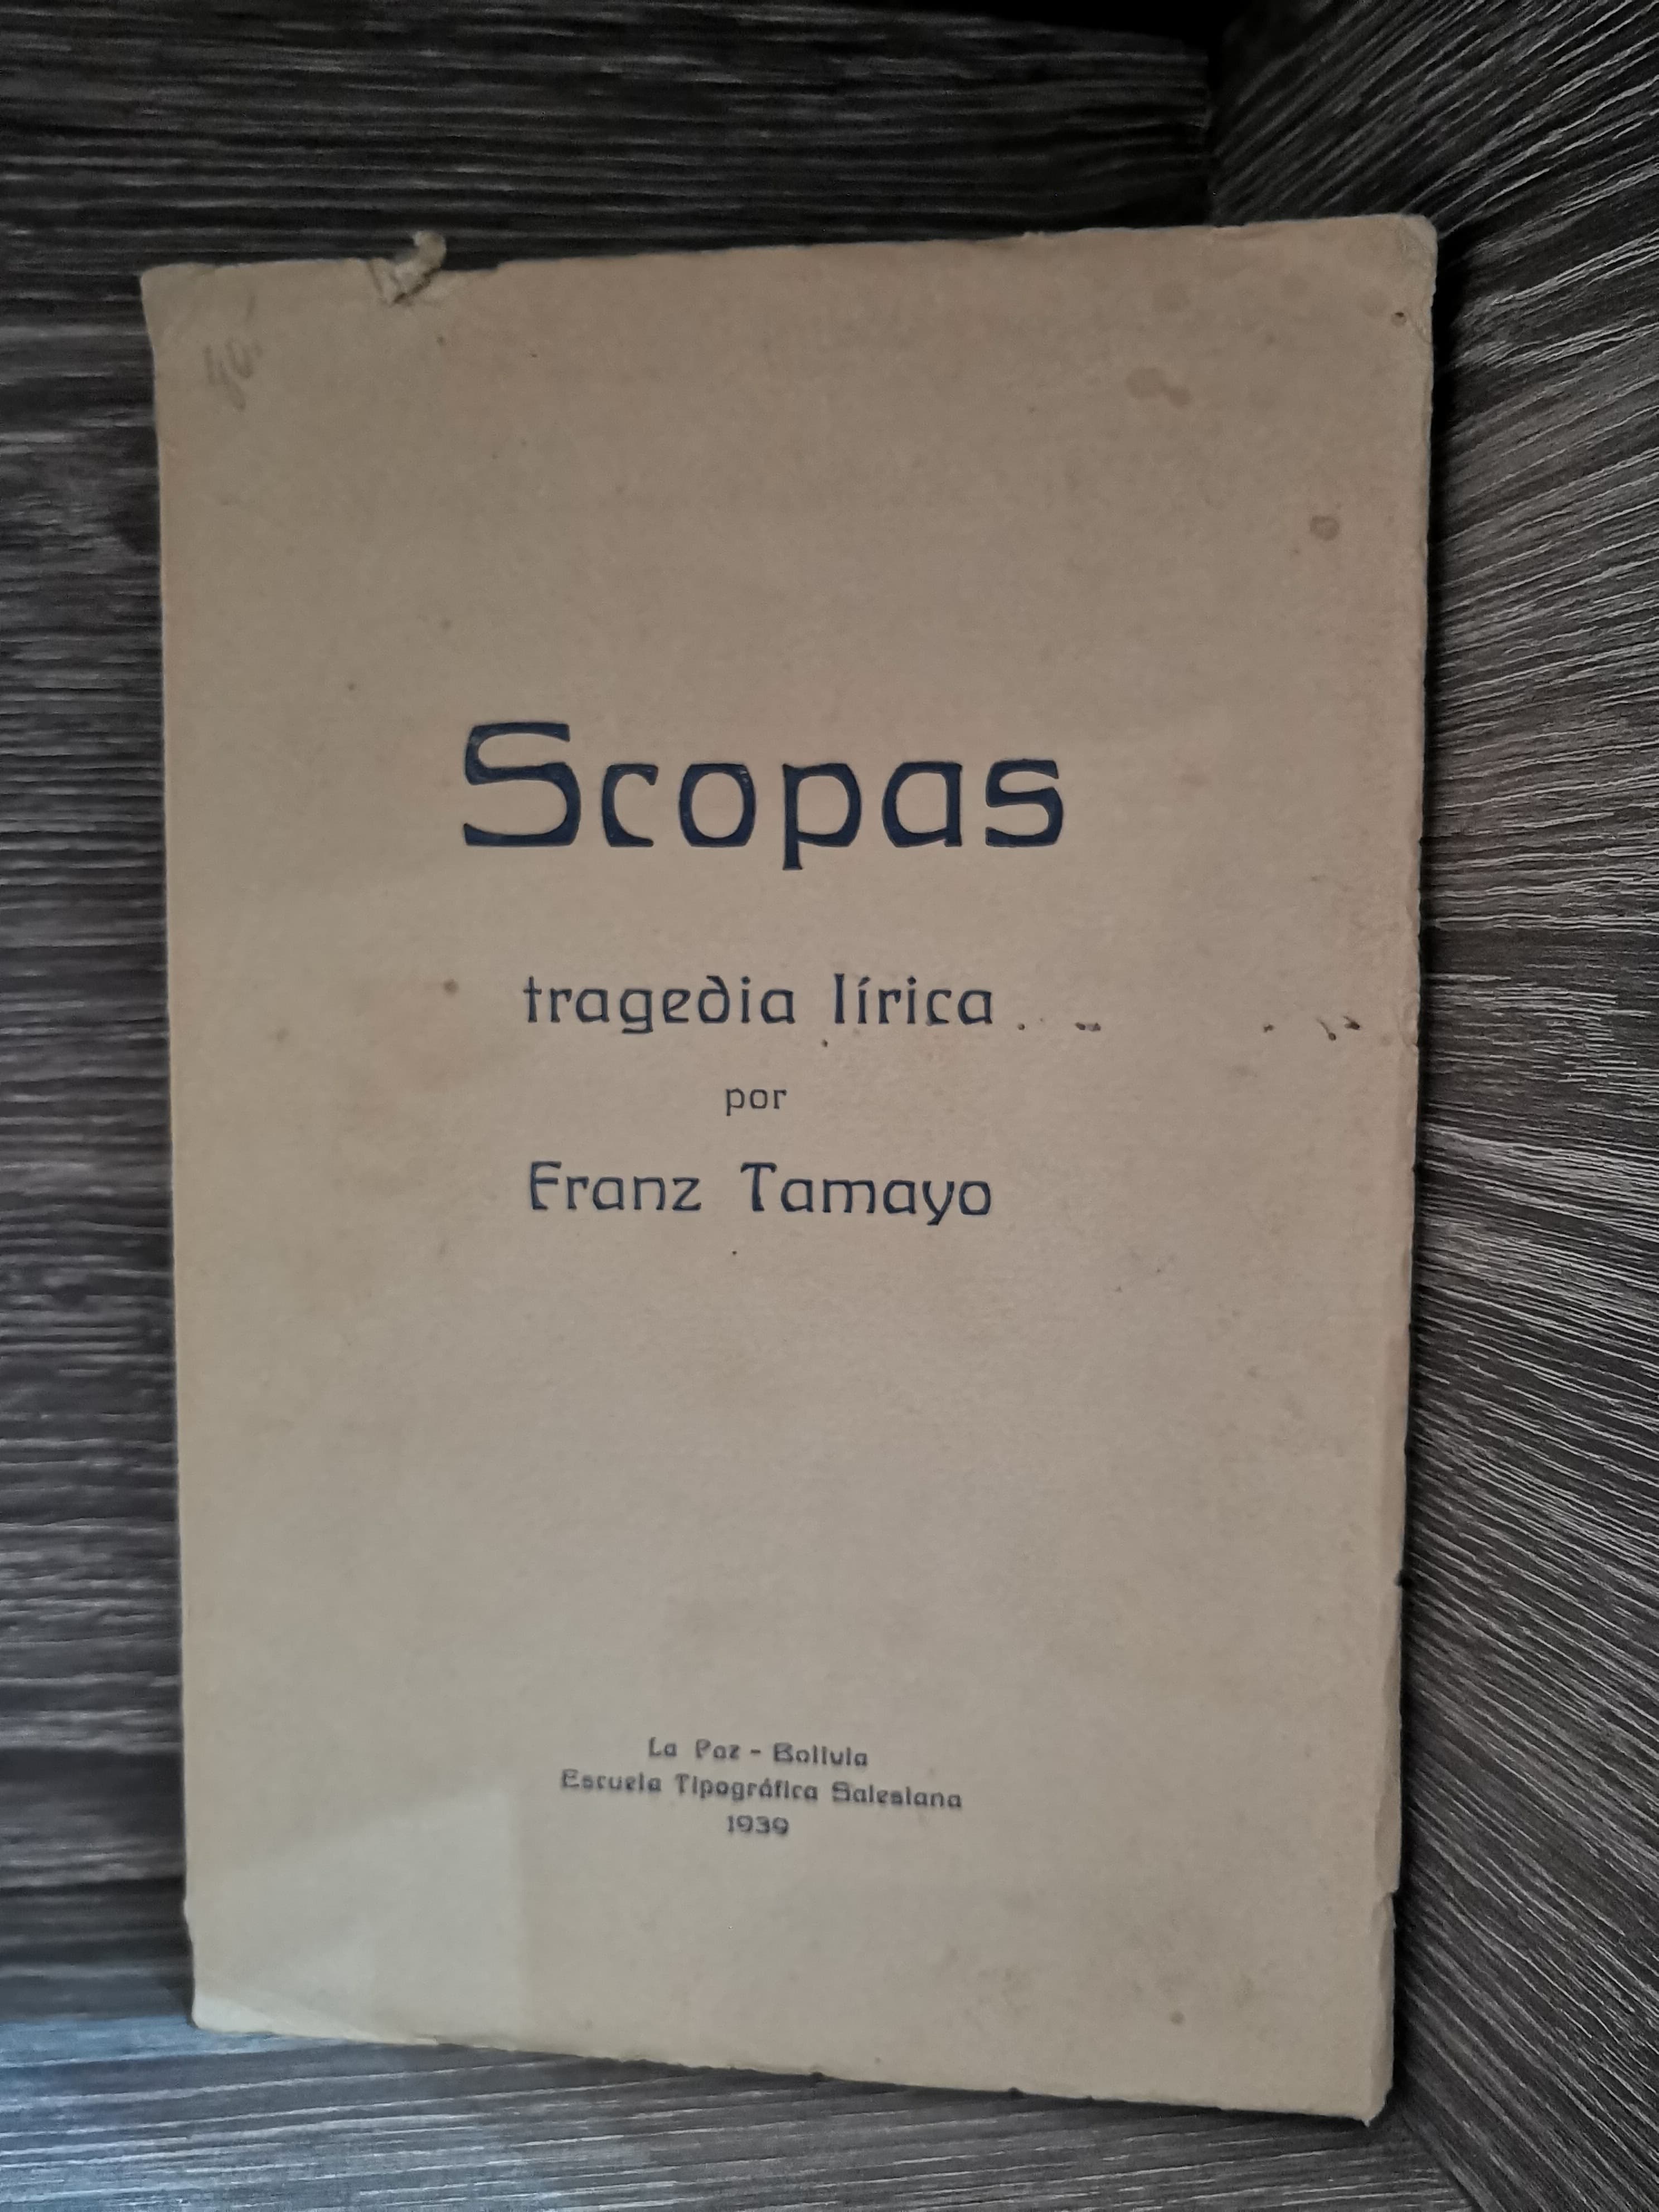 Scopas
tragedia lírica
por
Franz Tamayo
La Paz - Bolivia
Escuela Tipográfica Salesiana
1939